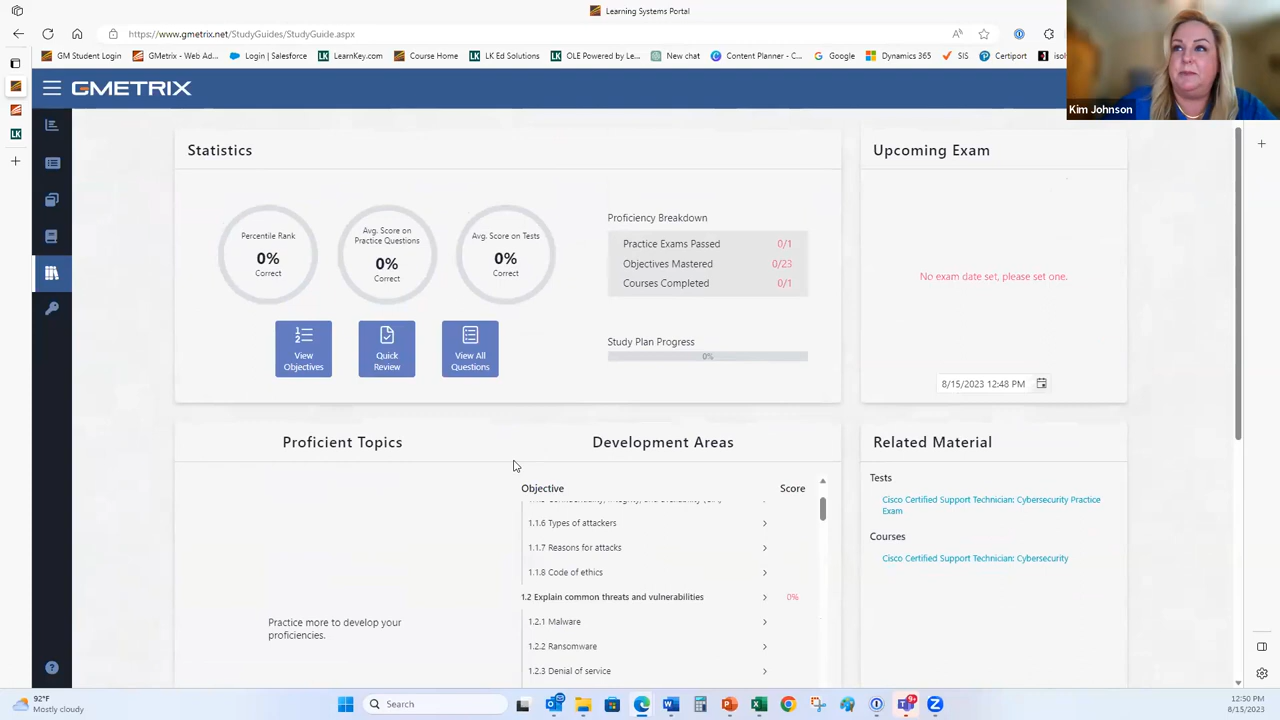 Learning Systems Portal
https://www.gmetrix.net/StudyGuides/StudyGuide.aspx
GM Student Login
GMetrix - Web Ad...
Login | Salesforce
LearnKey.com
Course Home
LK Ed Solutions
OLE Powered by Le...
New chat
Content Planner - C...
Google
Dynamics 365
SIS
Certiport
Kim Johnson
GMETRIX
Statistics
Percentile Rank
0%
Correct
Avg. Score on
Practice Questions
0%
Correct
Avg. Score on Tests
0%
Correct
View
Objectives
Quick
Review
View All
Questions
Proficiency Breakdown
Practice Exams Passed 0/1
Objectives Mastered 0/23
Courses Completed 0/1
Study Plan Progress
0%
Upcoming Exam
No exam date set, please set one.
8/15/2023 12:48 PM
Proficient Topics
Practice more to develop your
proficiencies.
Development Areas
Objective Score
1.1.6 Types of attackers
1.1.7 Reasons for attacks
1.1.8 Code of ethics
1.2 Explain common threats and vulnerabilities 0%
1.2.1 Malware
1.2.2 Ransomware
1.2.3 Denial of service
Related Material
Tests
Cisco Certified Support Technician: Cybersecurity Practice
Exam
Courses
Cisco Certified Support Technician: Cybersecurity
92°F
Mostly cloudy
Search
12:50 PM
8/15/2023